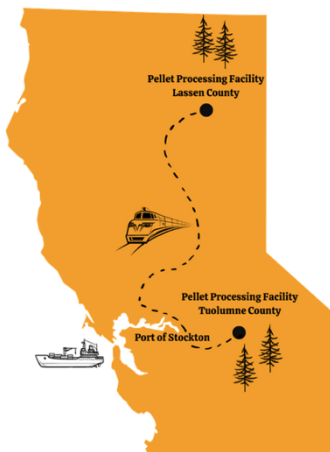 Pellet Processing Facility
Lassen County
Pellet Processing Facility
Tuolumne County
Port of Stockton